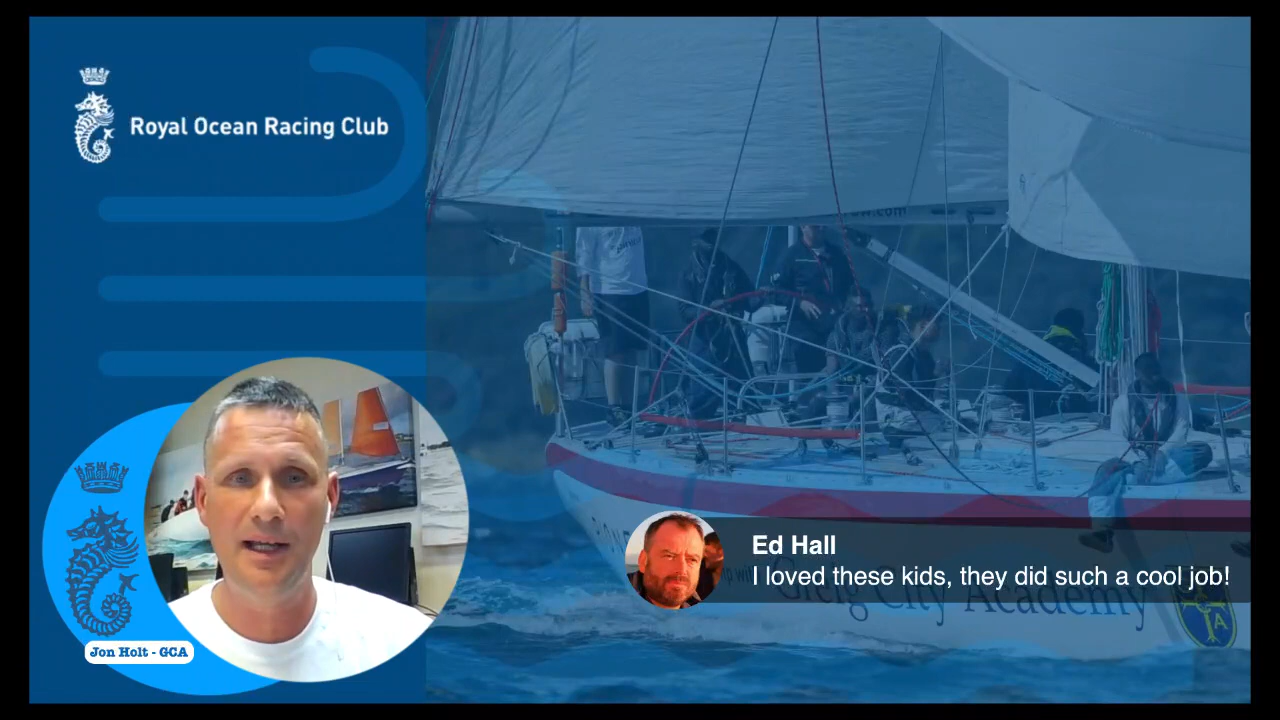 Royal Ocean Racing Club
Ed Hall
I loved these kids, they did such a cool job!
Greig City Academy
Jon Holt - GCA